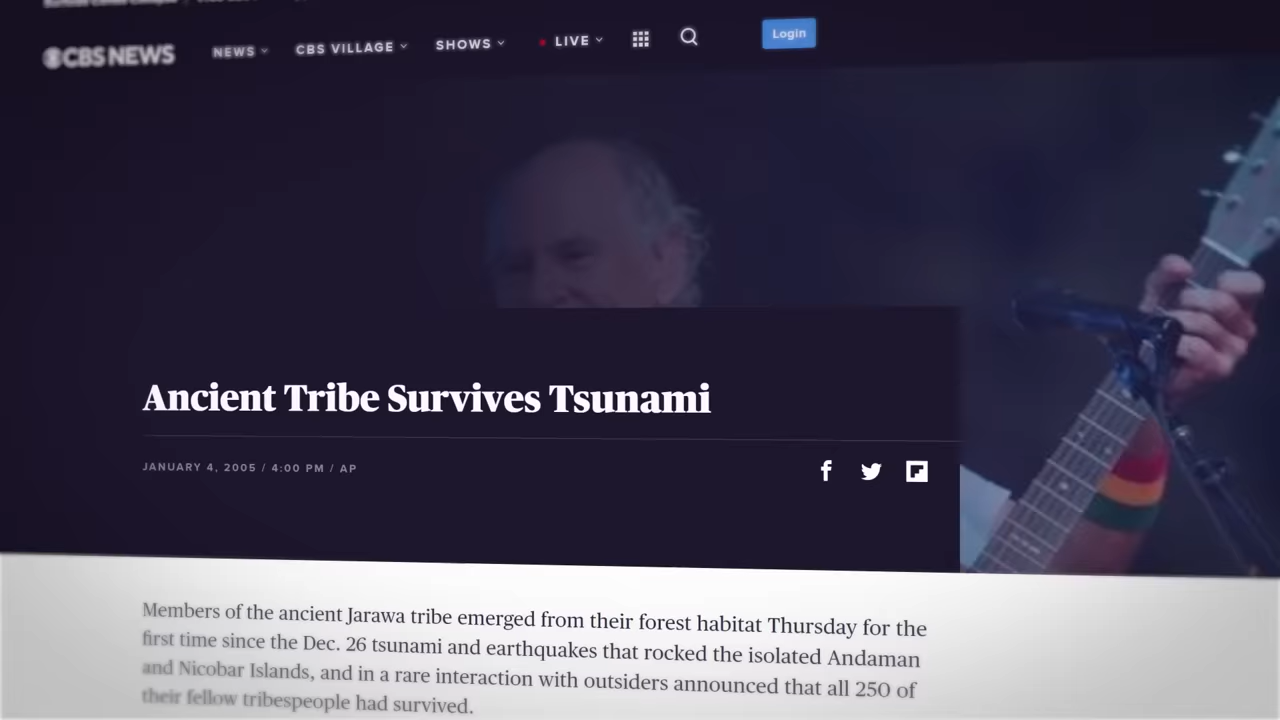 CBS NEWS NEWS CBS VILLAGE SHOWS LIVE Login
Ancient Tribe Survives Tsunami
JANUARY 4, 2005 / 4:00 PM / AP
Members of the ancient Jarawa tribe emerged from their forest habitat Thursday for the
first time since the Dec. 26 tsunami and earthquakes that rocked the isolated Andaman
and Nicobar Islands, and in a rare interaction with outsiders announced that all 250 of
their fellow tribespeople had survived.